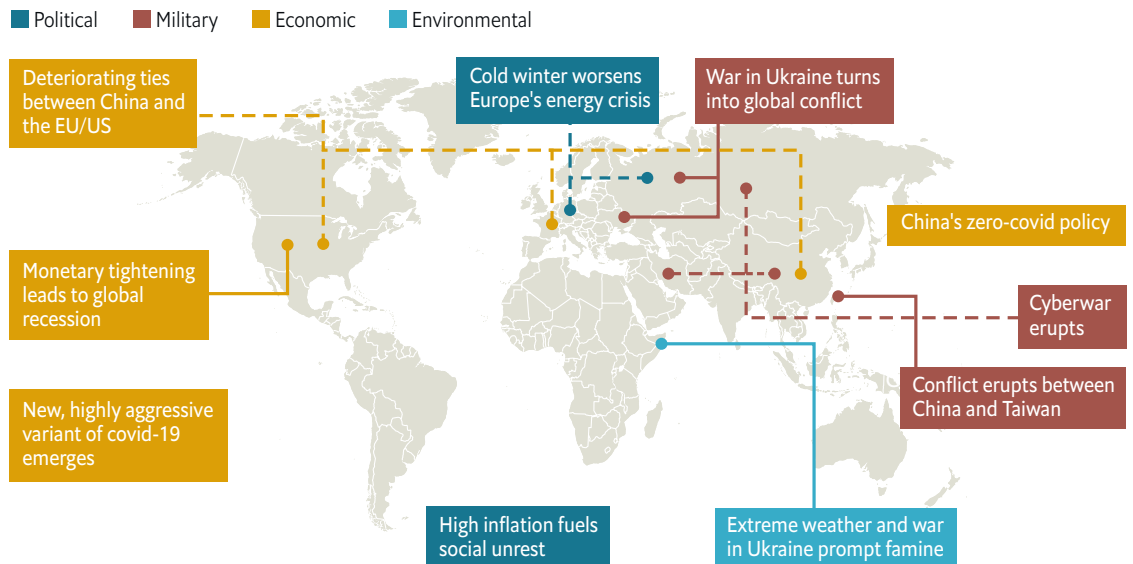 Political Military Economic Environmental
Deteriorating ties
between China and
the EU/US
Cold winter worsens
Europe's energy crisis
War in Ukraine turns
into global conflict
China's zero-covid policy
Monetary tightening
leads to global
recession
Cyberwar
erupts
Conflict erupts between
China and Taiwan
New, highly aggressive
variant of covid-19
emerges
High inflation fuels
social unrest
Extreme weather and war
in Ukraine prompt famine